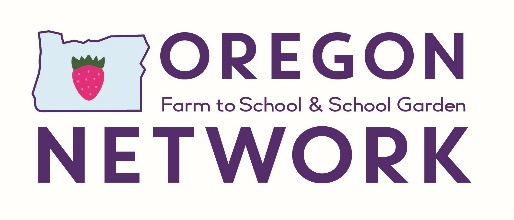 OREGON
Farm to School & School Garden
NETWORK